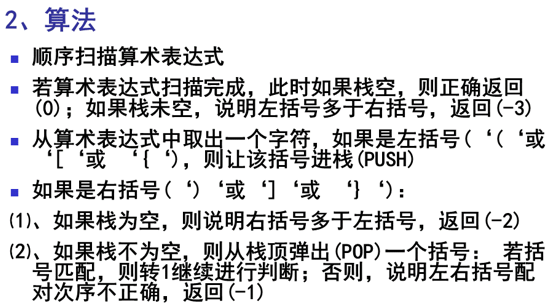 2、算法
■ 顺序扫描算术表达式
■ 若算术表达式扫描完成，此时如果栈空，则正确返回
(0)；如果栈未空，说明左括号多于右括号，返回(-3)
■ 从算术表达式中取出一个字符，如果是左括号(‘(‘或
‘[‘或 ‘{‘)，则让该括号进栈(PUSH)
■ 如果是右括号(‘)‘或‘]‘或 ‘}‘)：
⑴、如果栈为空，则说明右括号多于左括号，返回(-2)
⑵、如果栈不为空，则从栈顶弹出(POP)一个括号： 若括
号匹配，则转1继续进行判断；否则，说明左右括号配
对次序不正确，返回(-1)